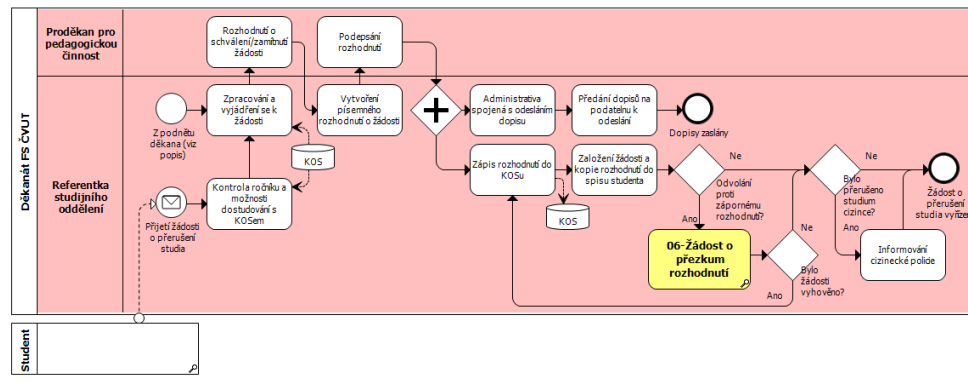 Děkanát FS ČVUT
Proděkan pro
pedagogickou
činnost
Rozhodnutí o
schválení/zamítnutí
žádosti
Podepsání
rozhodnutí
Referentka
studijního
oddělení
Z podnětu
děkana (viz
popis)
Zpracování a
vyjádření se k
žádosti
Vytvoření
písemného
rozhodnutí o žádosti
Administrativa
spojená s odesláním
dopisu
Předání dopisů na
podatelnu k
odeslání
Dopisy zaslány
KOS
Přijetí žádosti
o přerušení
studia
Kontrola ročníku a
možnosti
dostudování s
KOSem
Zápis rozhodnutí do
KOSu
KOS
Založení žádosti a
kopie rozhodnutí do
spisu studenta
Ne
Odvolání
proti
zápornému
rozhodnutí?
Ano
06-Žádost o
přezkum
rozhodnutí
Ne
Bylo
žádosti
vyhověno?
Ano
Ne
Bylo
přerušeno
studium
cizince?
Ano
Informování
cizinecké policie
Žádost o
přerušení
studia vyřízena
Student